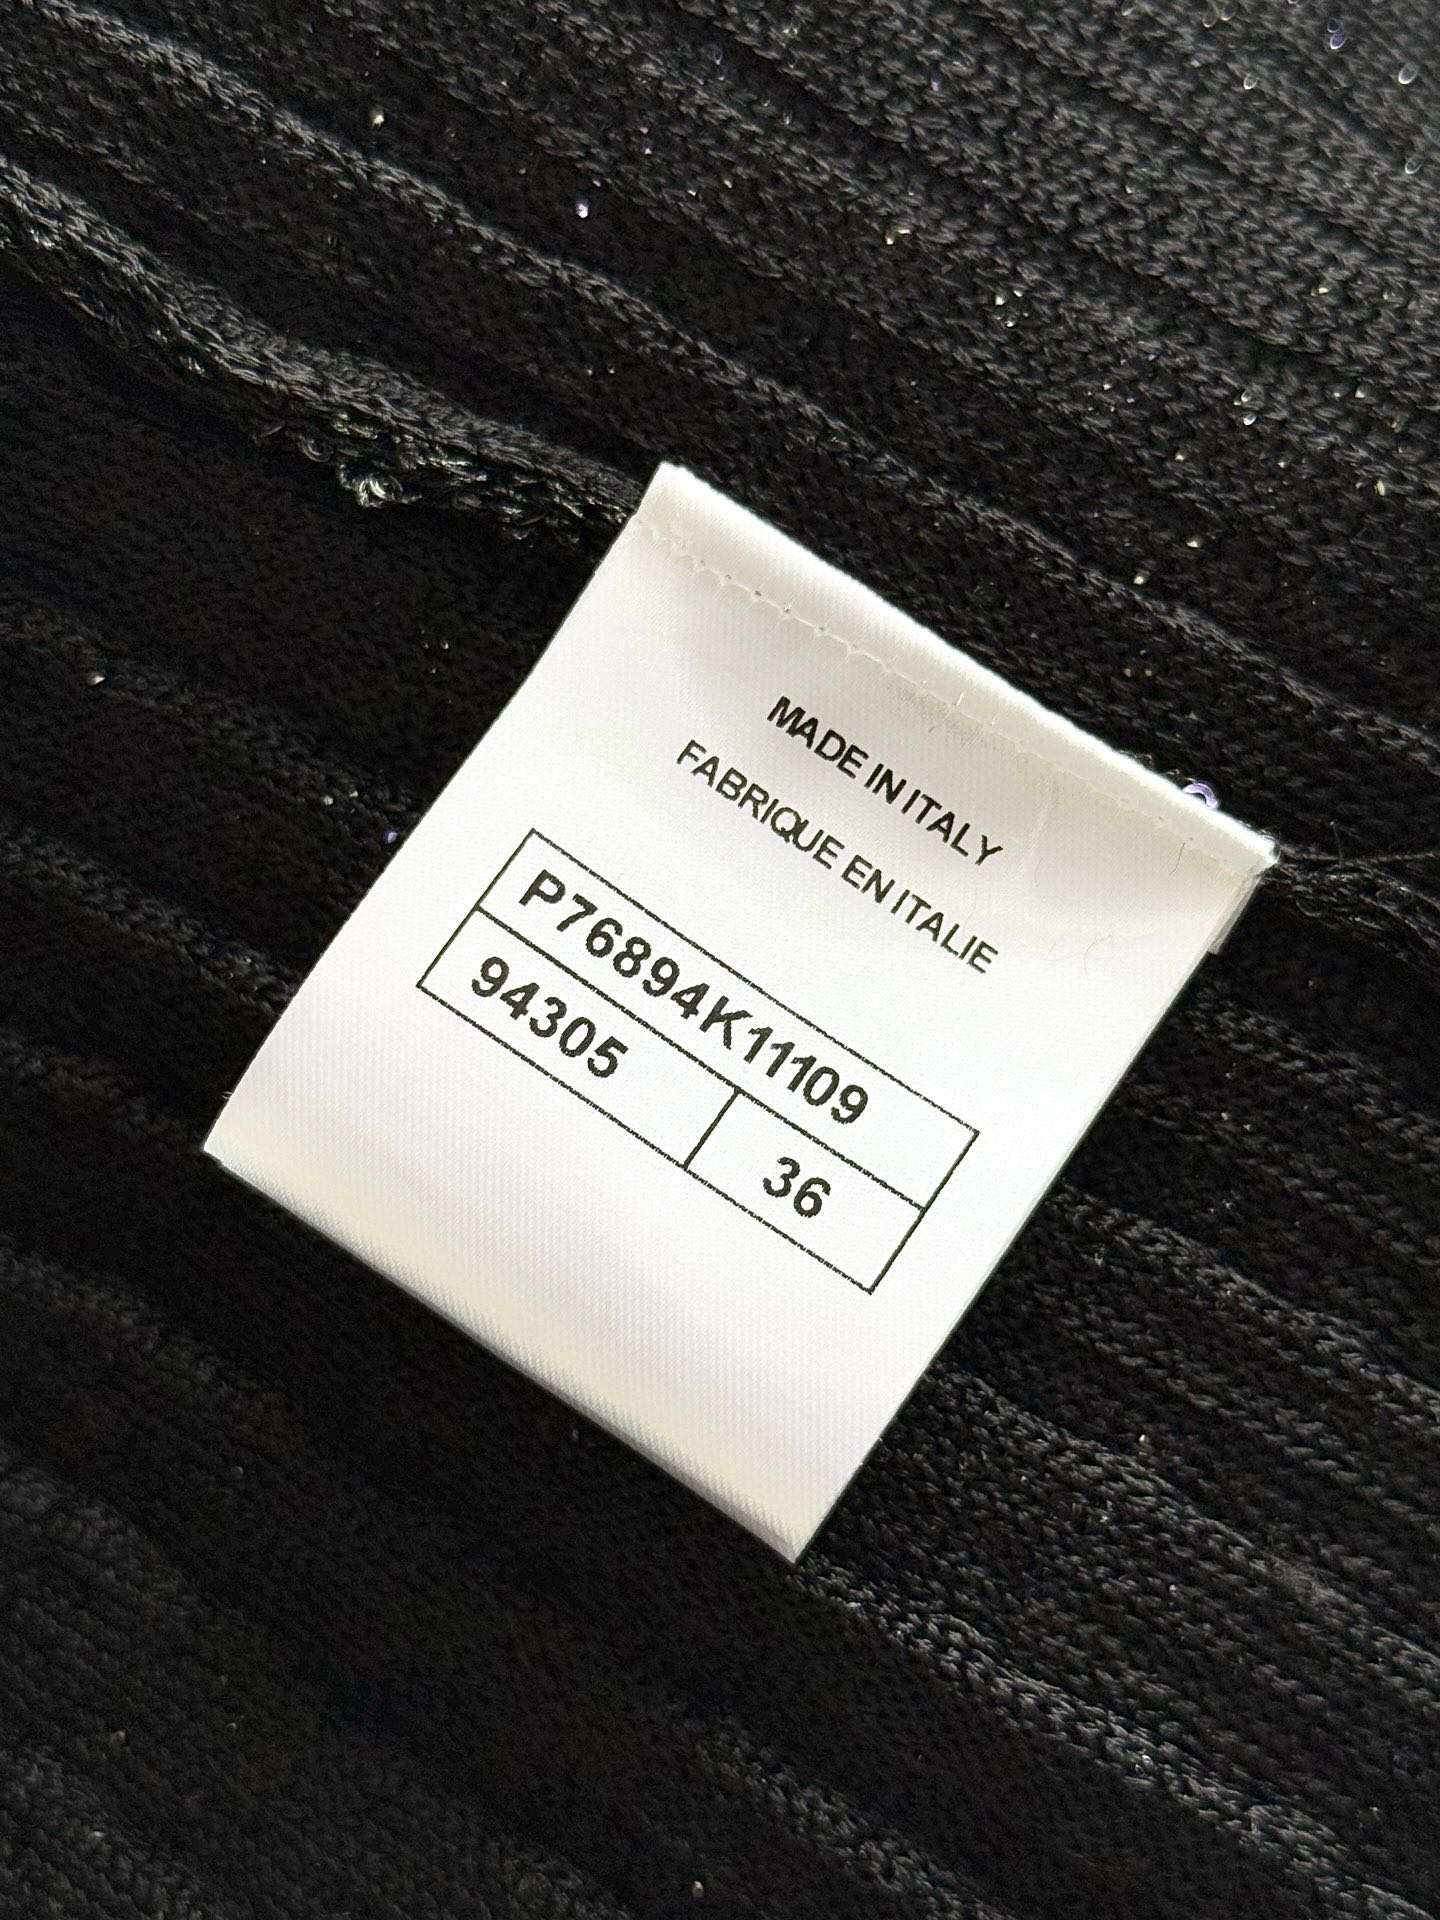 MADE IN ITALY
FABRIQUE EN ITALIE
P76894K11109
94305 36